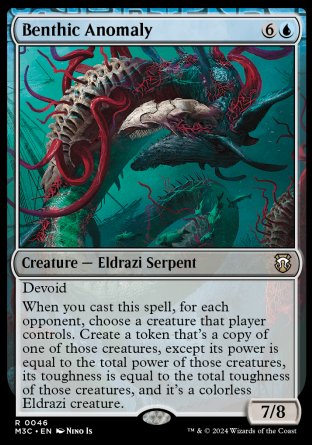 Benthic Anomaly 6
Creature — Eldrazi Serpent
Devoid
When you cast this spell, for each
opponent, choose a creature that player
controls. Create a token that's a copy
of one of those creatures, except its power is
equal to the total power of those creatures,
its toughness is equal to the total toughness
of those creatures, and it's a colorless
Eldrazi creature.
7/8
R 0046
M3C • EN Nino Is
™ & © 2024 Wizards of the Coast